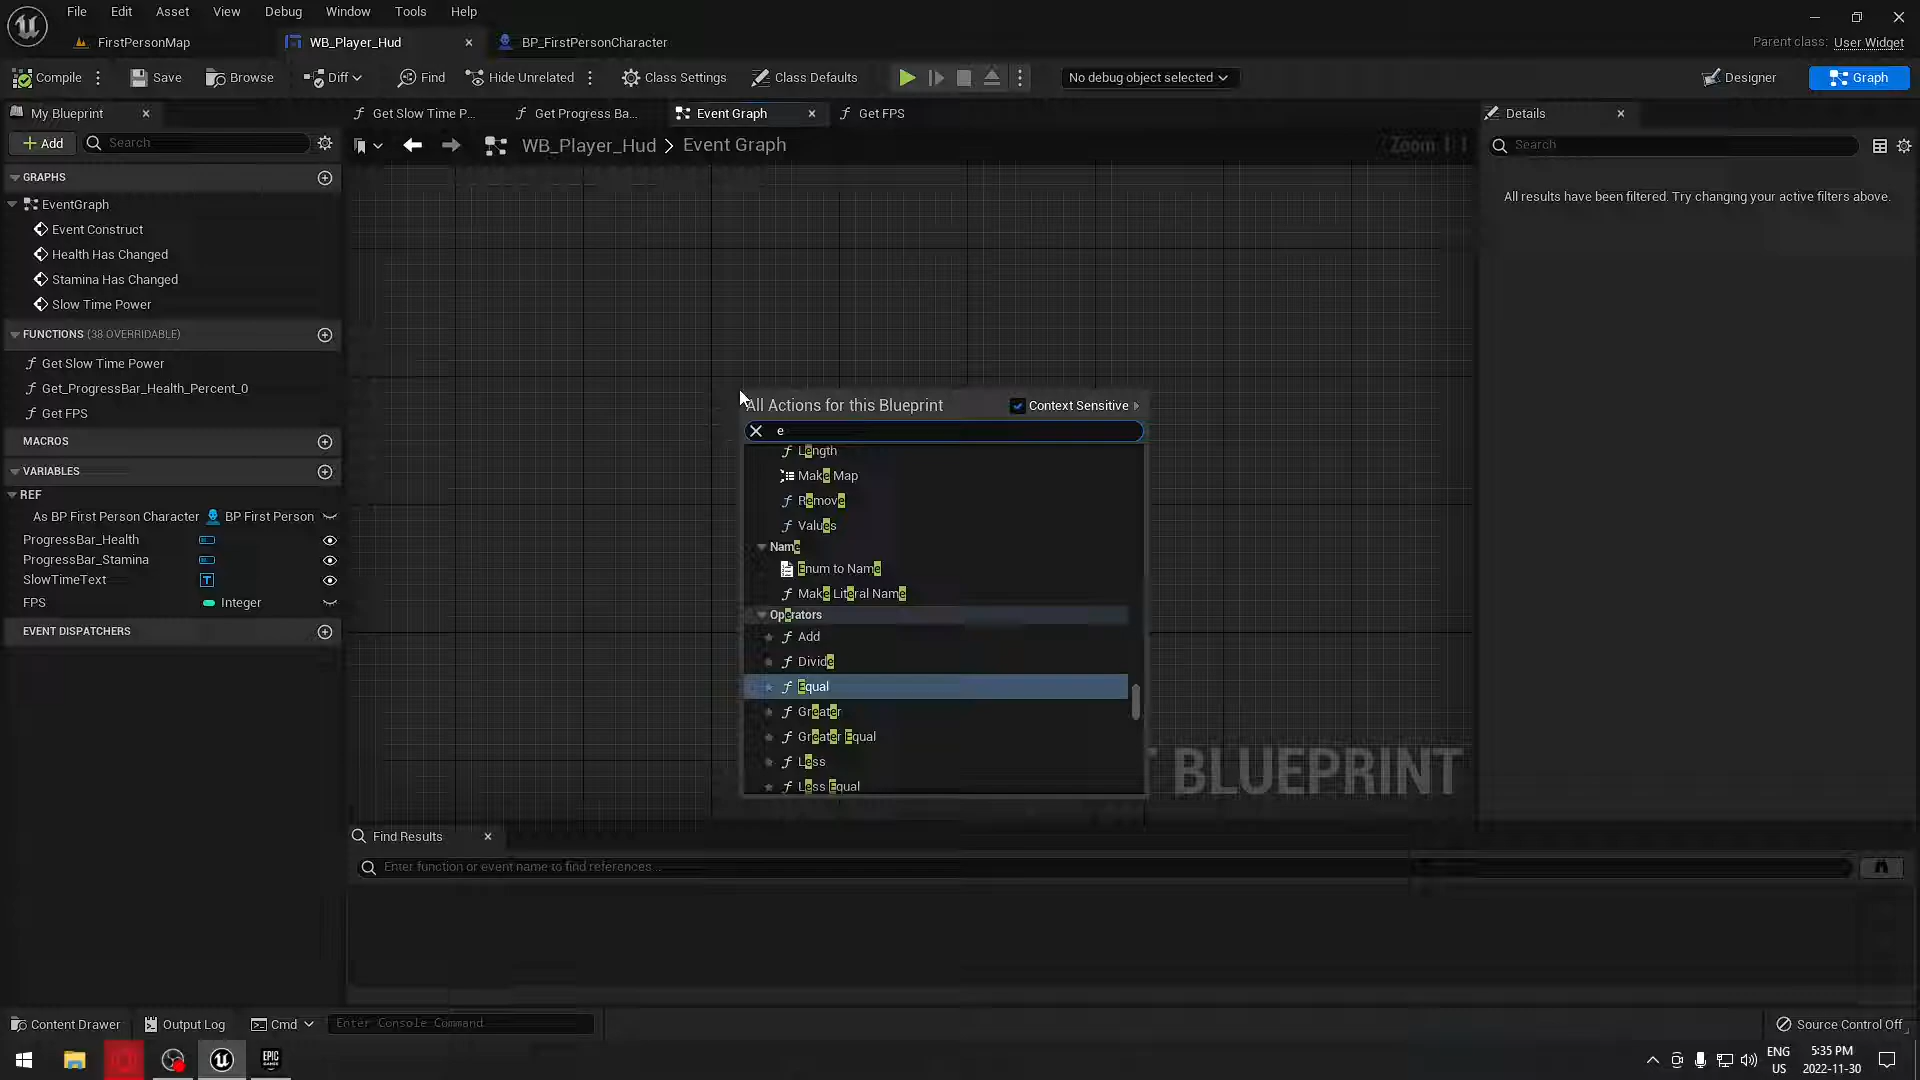 File Edit Asset View Debug Window Tools Help
FirstPersonMap WB_Player_Hud BP_FirstPersonCharacter Parent class: User Widget
Compile Save Browse Diff Find Hide Unrelated Class Settings Class Defaults No debug object selected Designer Graph
My Blueprint Get Slow Time P... Get Progress Ba... Event Graph Get FPS Details
Add Search WB_Player_Hud > Event Graph Zoom 1:1 Search
GRAPHS
All results have been filtered. Try changing your active filters above.
EventGraph
Event Construct
Health Has Changed
Stamina Has Changed
Slow Time Power
FUNCTIONS (38 OVERRIDABLE)
Get Slow Time Power
Get_ProgressBar_Health_Percent_0
Get FPS
MACROS
VARIABLES
REF
As BP First Person Character BP First Person
ProgressBar_Health
ProgressBar_Stamina
SlowTimeText
FPS Integer
EVENT DISPATCHERS
All Actions for this Blueprint Context Sensitive
e
Length
Make Map
Remove
Values
Name
Enum to Name
Make Literal Name
Operators
Add
Divide
Equal
Greater
Greater Equal
Less
Less Equal
BLUEPRINT
Find Results
Enter function or event name to find references...
Content Drawer Output Log Cmd Enter Console Command Source Control Off
EPIC GAMES
ENG US 5:35 PM 2022-11-30